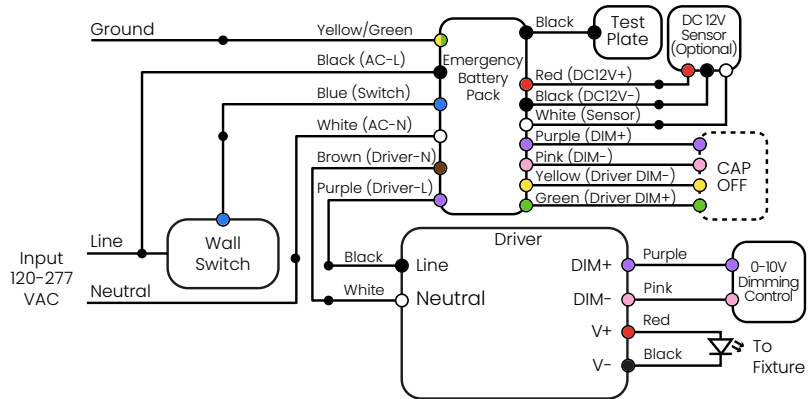 Ground
Yellow/Green
Black (AC-L)
Blue (Switch)
White (AC-N)
Brown (Driver-N)
Purple (Driver-L)
Emergency
Battery
Pack
Black
Test
Plate
DC 12V
Sensor
(Optional)
Red (DC12V+)
Black (DC12V-)
White (Sensor)
Purple (DIM+)
Pink (DIM-)
Yellow (Driver DIM-)
Green (Driver DIM+)
CAP
OFF
Input
120-277
VAC
Line
Neutral
Wall
Switch
Driver
Black
Line
White
Neutral
DIM+
Purple
DIM-
Pink
V+
Red
V-
Black
0-10V
Dimming
Control
To
Fixture